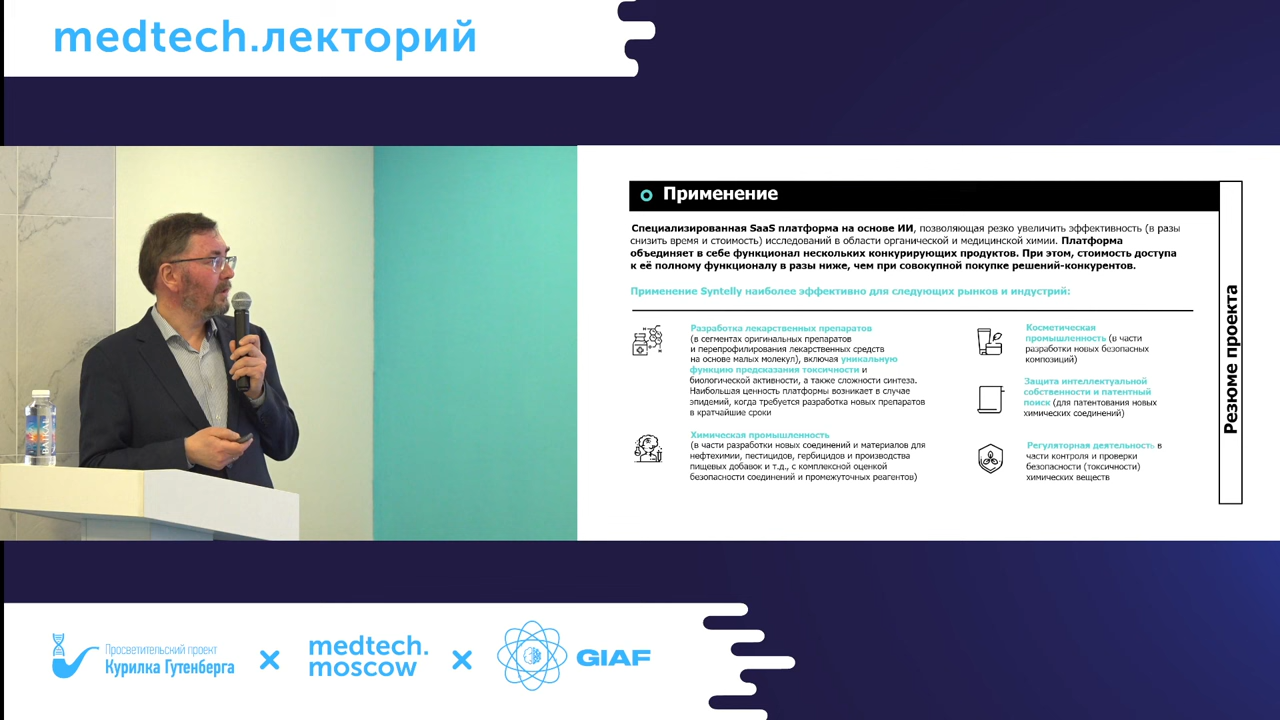 medtech.лекторий
Применение
Специализированная SaaS платформа на основе ИИ, позволяющая резко увеличить эффективность (в разы
снизить время и стоимость) исследований в области органической и медицинской химии. Платформа
объединяет в себе функционал нескольких конкурирующих продуктов. При этом, стоимость доступа
к её полному функционалу в разы ниже, чем при совокупной покупке решений-конкурентов.
Применение Syntelly наиболее эффективно для следующих рынков и индустрий:
Разработка лекарственных препаратов
(в сегментах оригинальных препаратов
и перепрофилирования лекарственных средств
на основе малых молекул), включая уникальную
функцию предсказания токсичности и
биологической активности, а также сложности синтеза.
Наибольшая ценность платформы возникает в случае
эпидемий, когда требуется разработка новых препаратов
в кратчайшие сроки
Химическая промышленность
(в части разработки новых соединений и материалов для
нефтехимии, пестицидов, гербицидов и производства
пищевых добавок и т.д., с комплексной оценкой
безопасности соединений и промежуточных реагентов)
Косметическая
промышленность (в части
разработки новых безопасных
композиций)
Защита интеллектуальной
собственности и патентный
поиск (для патентования новых
химических соединений)
Регуляторная деятельность в
части контроля и проверки
безопасности (токсичности)
химических веществ
Резюме проекта
Просветительский проект
Курилка Гутенберга
medtech.
moscow
GIAF